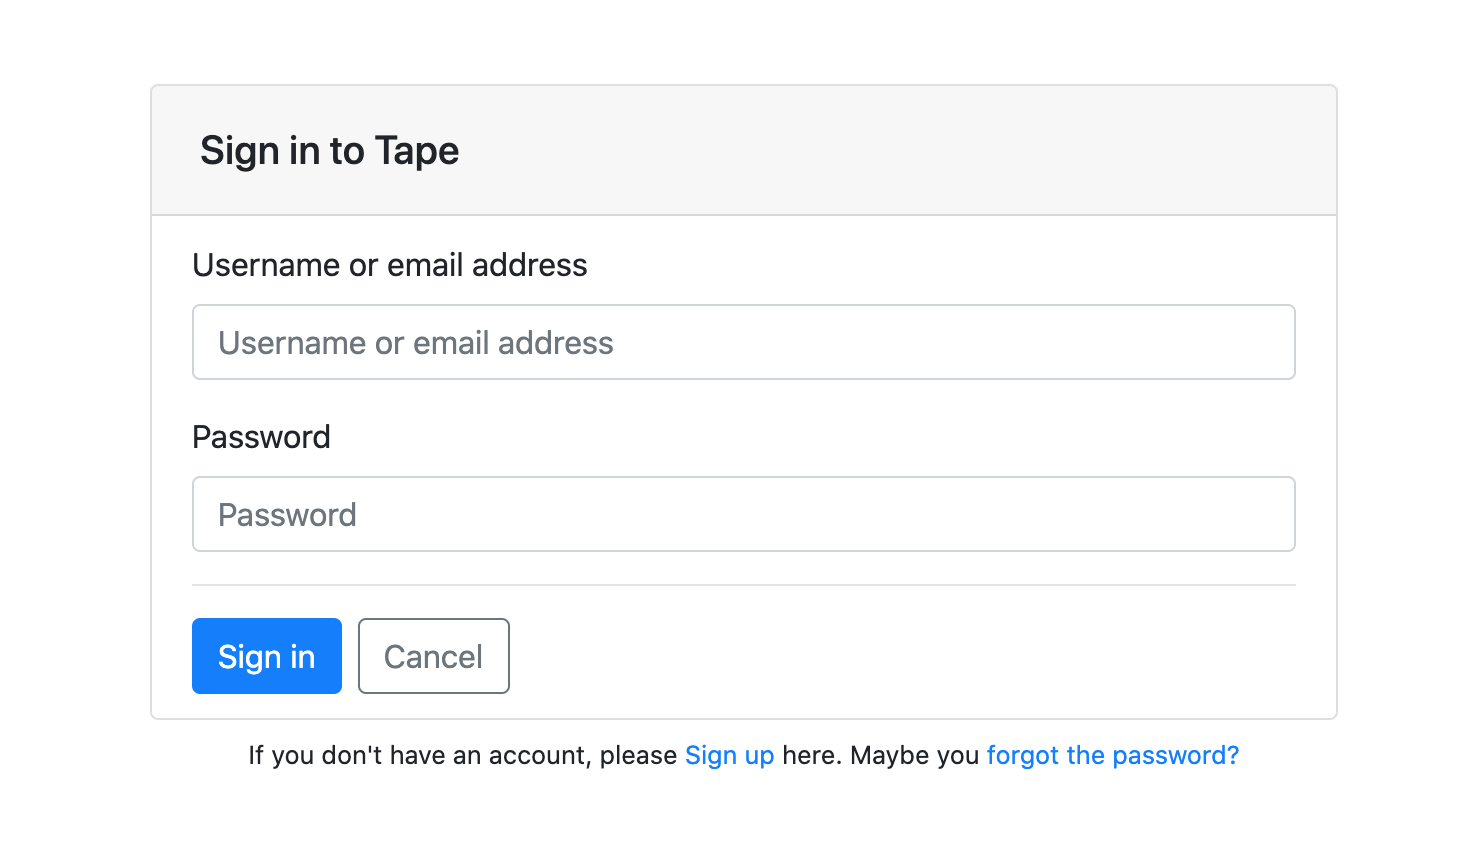 Sign in to Tape
Username or email address
Username or email address
Password
Password
Sign in
Cancel
If you don't have an account, please Sign up here. Maybe you forgot the password?